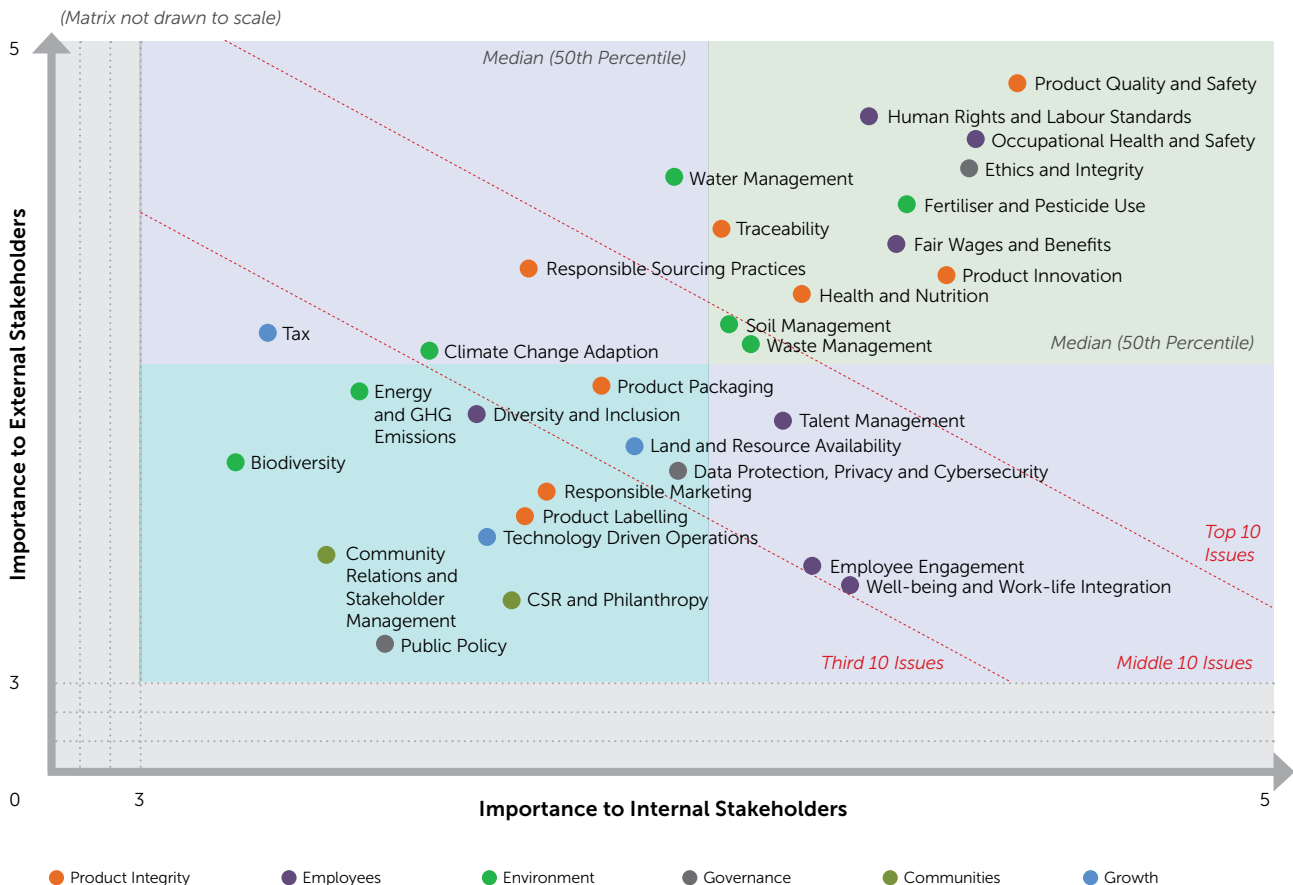 (Matrix not drawn to scale)
5
Median (50th Percentile)
Product Quality and Safety
Human Rights and Labour Standards
Occupational Health and Safety
Ethics and Integrity
Water Management
Fertiliser and Pesticide Use
Traceability
Fair Wages and Benefits
Responsible Sourcing Practices
Product Innovation
Health and Nutrition
Soil Management
Tax
Waste Management
Median (50th Percentile)
Climate Change Adaption
Product Packaging
Energy
and GHG
Emissions
Diversity and Inclusion
Talent Management
Land and Resource Availability
Biodiversity
Data Protection, Privacy and Cybersecurity
Responsible Marketing
Product Labelling
Technology Driven Operations
Top 10
Issues
Community
Relations and
Stakeholder
Management
Employee Engagement
Well-being and Work-life Integration
CSR and Philanthropy
Public Policy
Third 10 Issues
Middle 10 Issues
Importance to External Stakeholders
3
0
3
Importance to Internal Stakeholders
5
Product Integrity
Employees
Environment
Governance
Communities
Growth